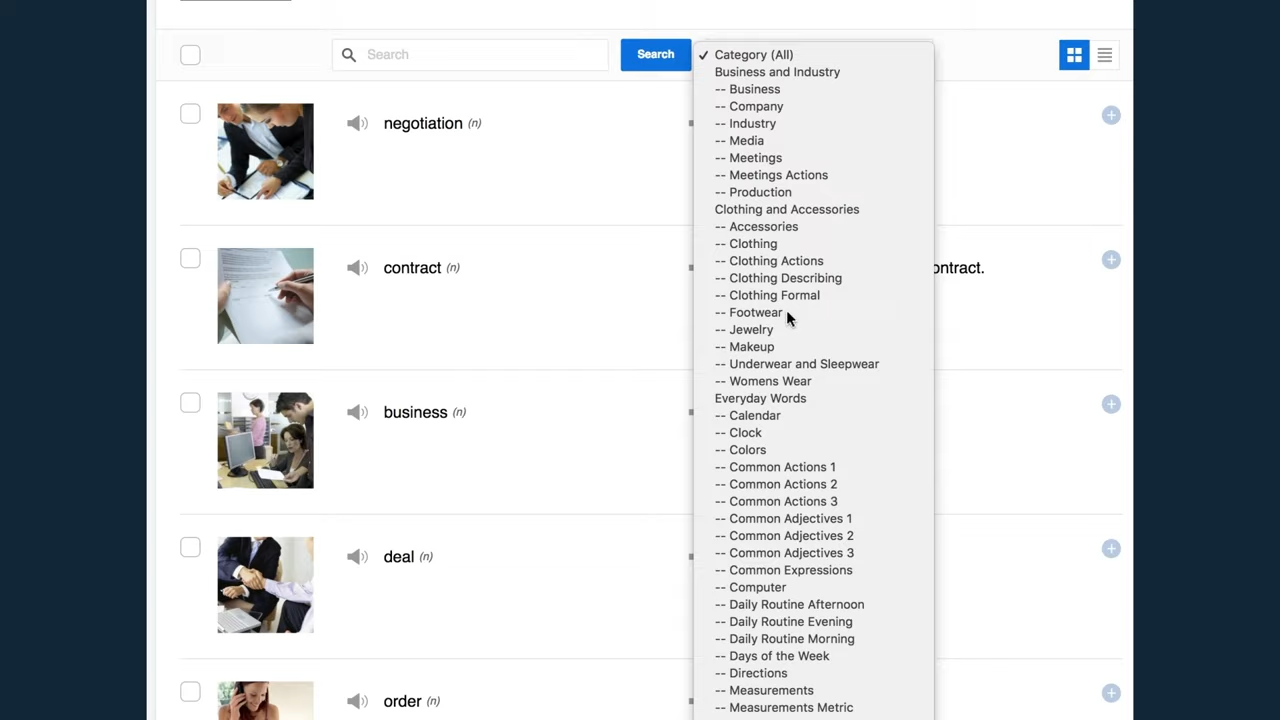 Search
Search
✓ Category (All)
Business and Industry
-- Business
-- Company
-- Industry
-- Media
-- Meetings
-- Meetings Actions
-- Production
Clothing and Accessories
-- Accessories
-- Clothing
-- Clothing Actions
-- Clothing Describing
-- Clothing Formal
-- Footwear
-- Jewelry
-- Makeup
-- Underwear and Sleepwear
-- Womens Wear
Everyday Words
-- Calendar
-- Clock
-- Colors
-- Common Actions 1
-- Common Actions 2
-- Common Actions 3
-- Common Adjectives 1
-- Common Adjectives 2
-- Common Adjectives 3
-- Common Expressions
-- Computer
-- Daily Routine Afternoon
-- Daily Routine Evening
-- Daily Routine Morning
-- Days of the Week
-- Directions
-- Measurements
-- Measurements Metric
negotiation (n)
contract (n)
ontract.
business (n)
deal (n)
order (n)